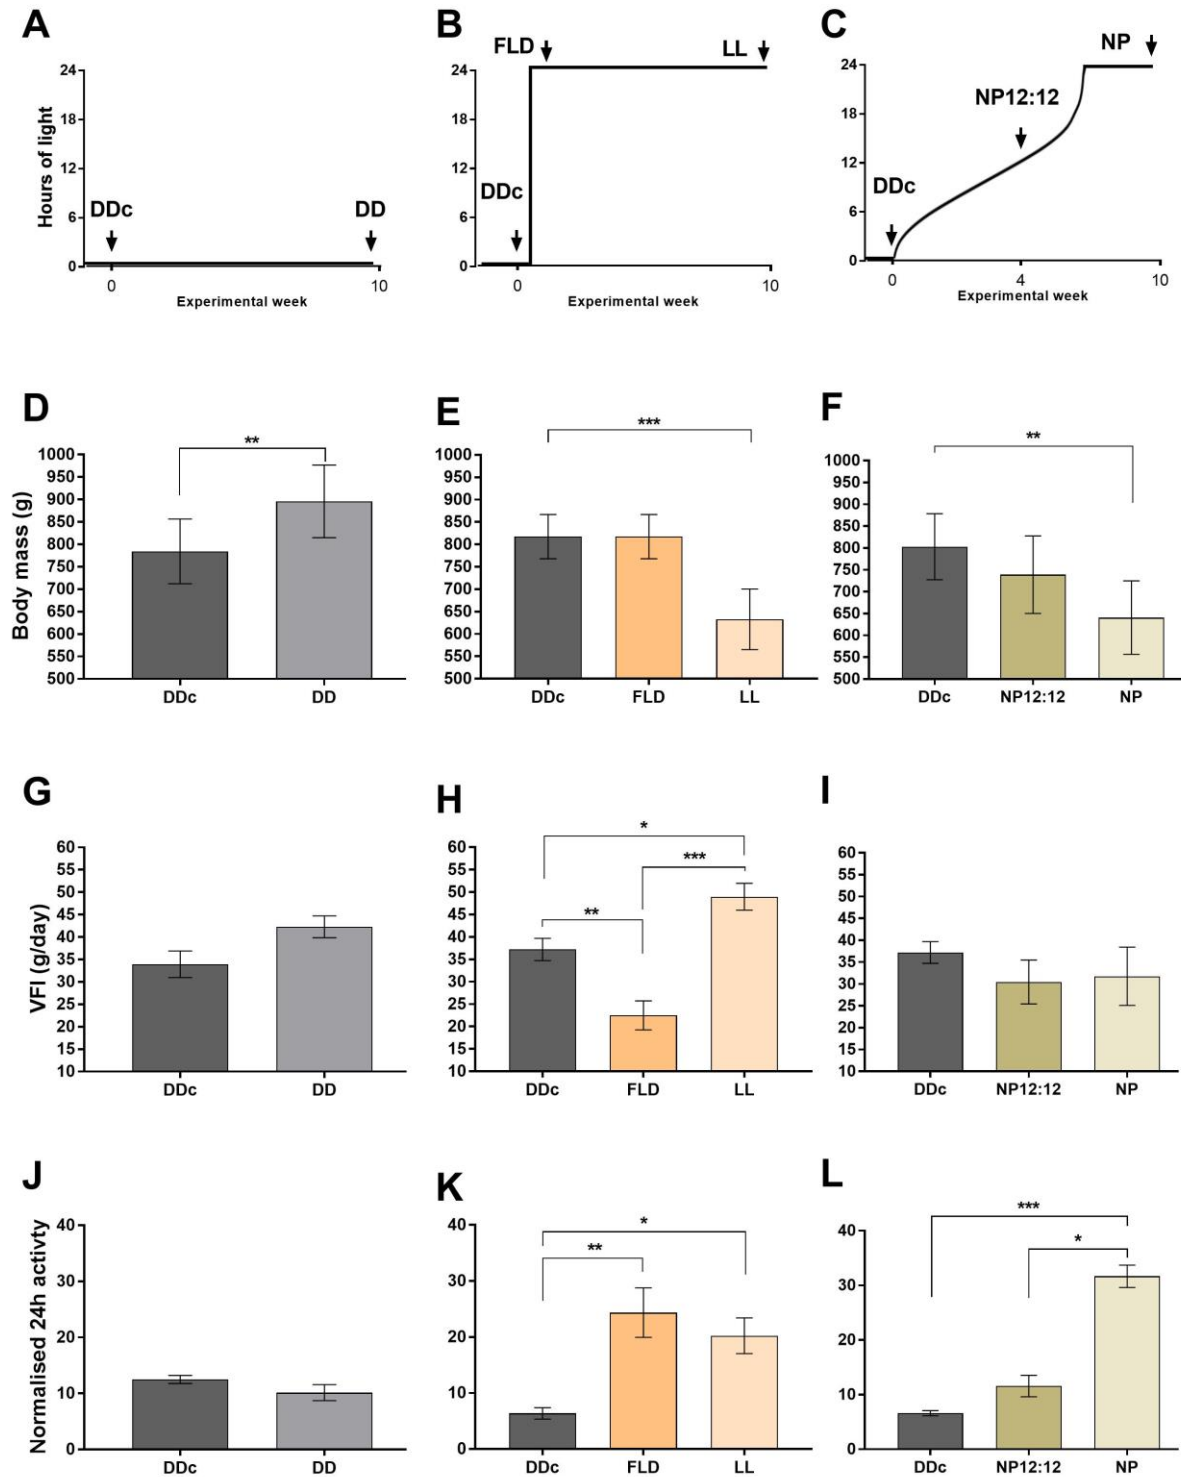 A
Hours of light
24
18
12
6
0
DDc
DD
0
10
Experimental week
B
FLD
LL
24
18
12
6
0
DDc
0
10
Experimental week
C
NP
24
18
12
6
0
NP12:12
DDc
0
4
10
Experimental week
D
Body mass (g)
**
1000
950
900
850
800
750
700
650
600
550
500
DDc
DD
E
***
1000
950
900
850
800
750
700
650
600
550
500
DDc
FLD
LL
F
**
1000
900
850
800
750
700
650
600
550
500
DDc
NP12:12
NP
G
VFI (g/day)
60
55
50
45
40
35
30
25
20
15
10
DDc
DD
H
*
***
**
60
55
50
45
40
35
30
25
20
15
10
DDc
FLD
LL
I
60
55
50
45
40
35
30
25
20
15
10
DDc
NP12:12
NP
J
Normalised 24h activty
40
30
20
10
0
DDc
DD
K
*
**
40
30
20
10
0
DDc
FLD
LL
L
***
*
40
30
20
10
0
DDc
NP12:12
NP